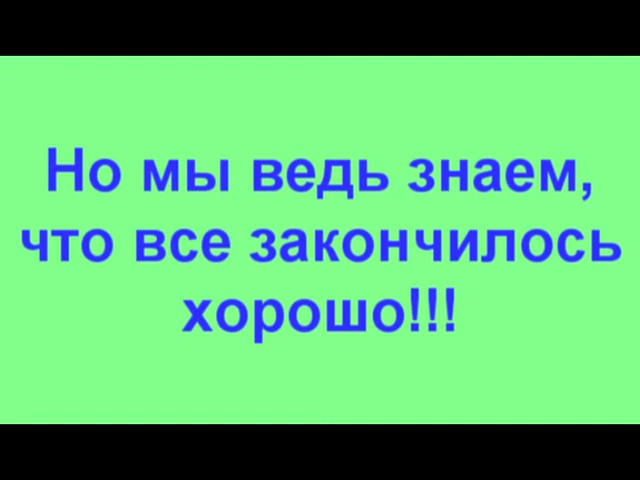 Но мы ведь знаем,
что все закончилось
хорошо!!!